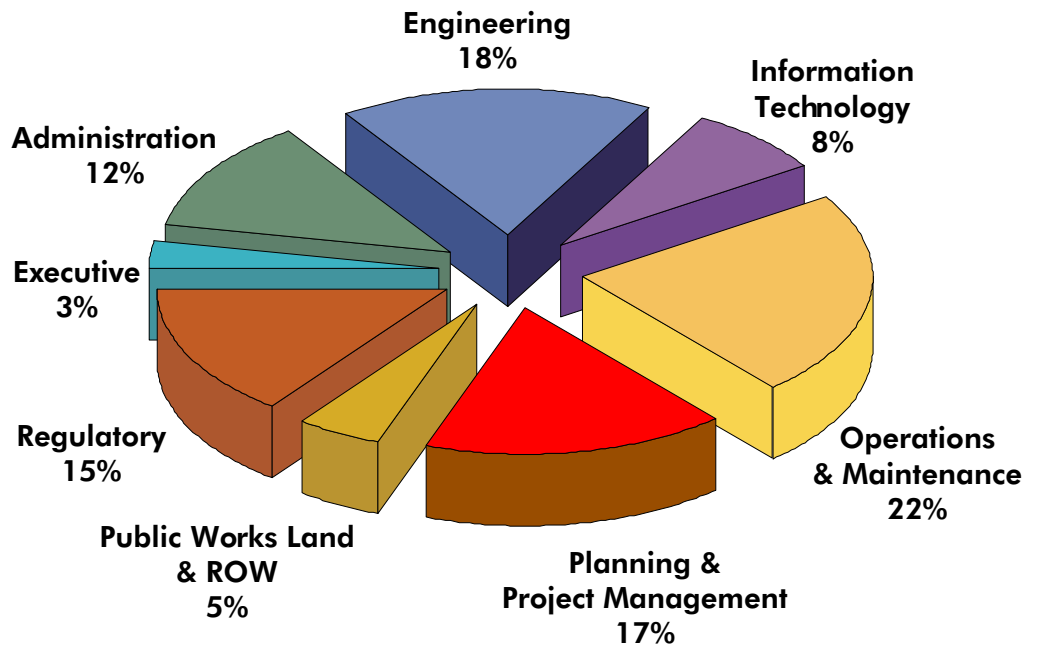 Engineering
18%
Information
Technology
8%
Administration
12%
Executive
3%
Regulatory
15%
Operations
& Maintenance
22%
Public Works Land
& ROW
5%
Planning &
Project Management
17%